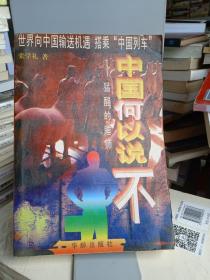 世界向中国输送机遇 搭乘“中国列车”
张学礼 著
中国何以说
不
猛醒的睡狮
华龄出版社